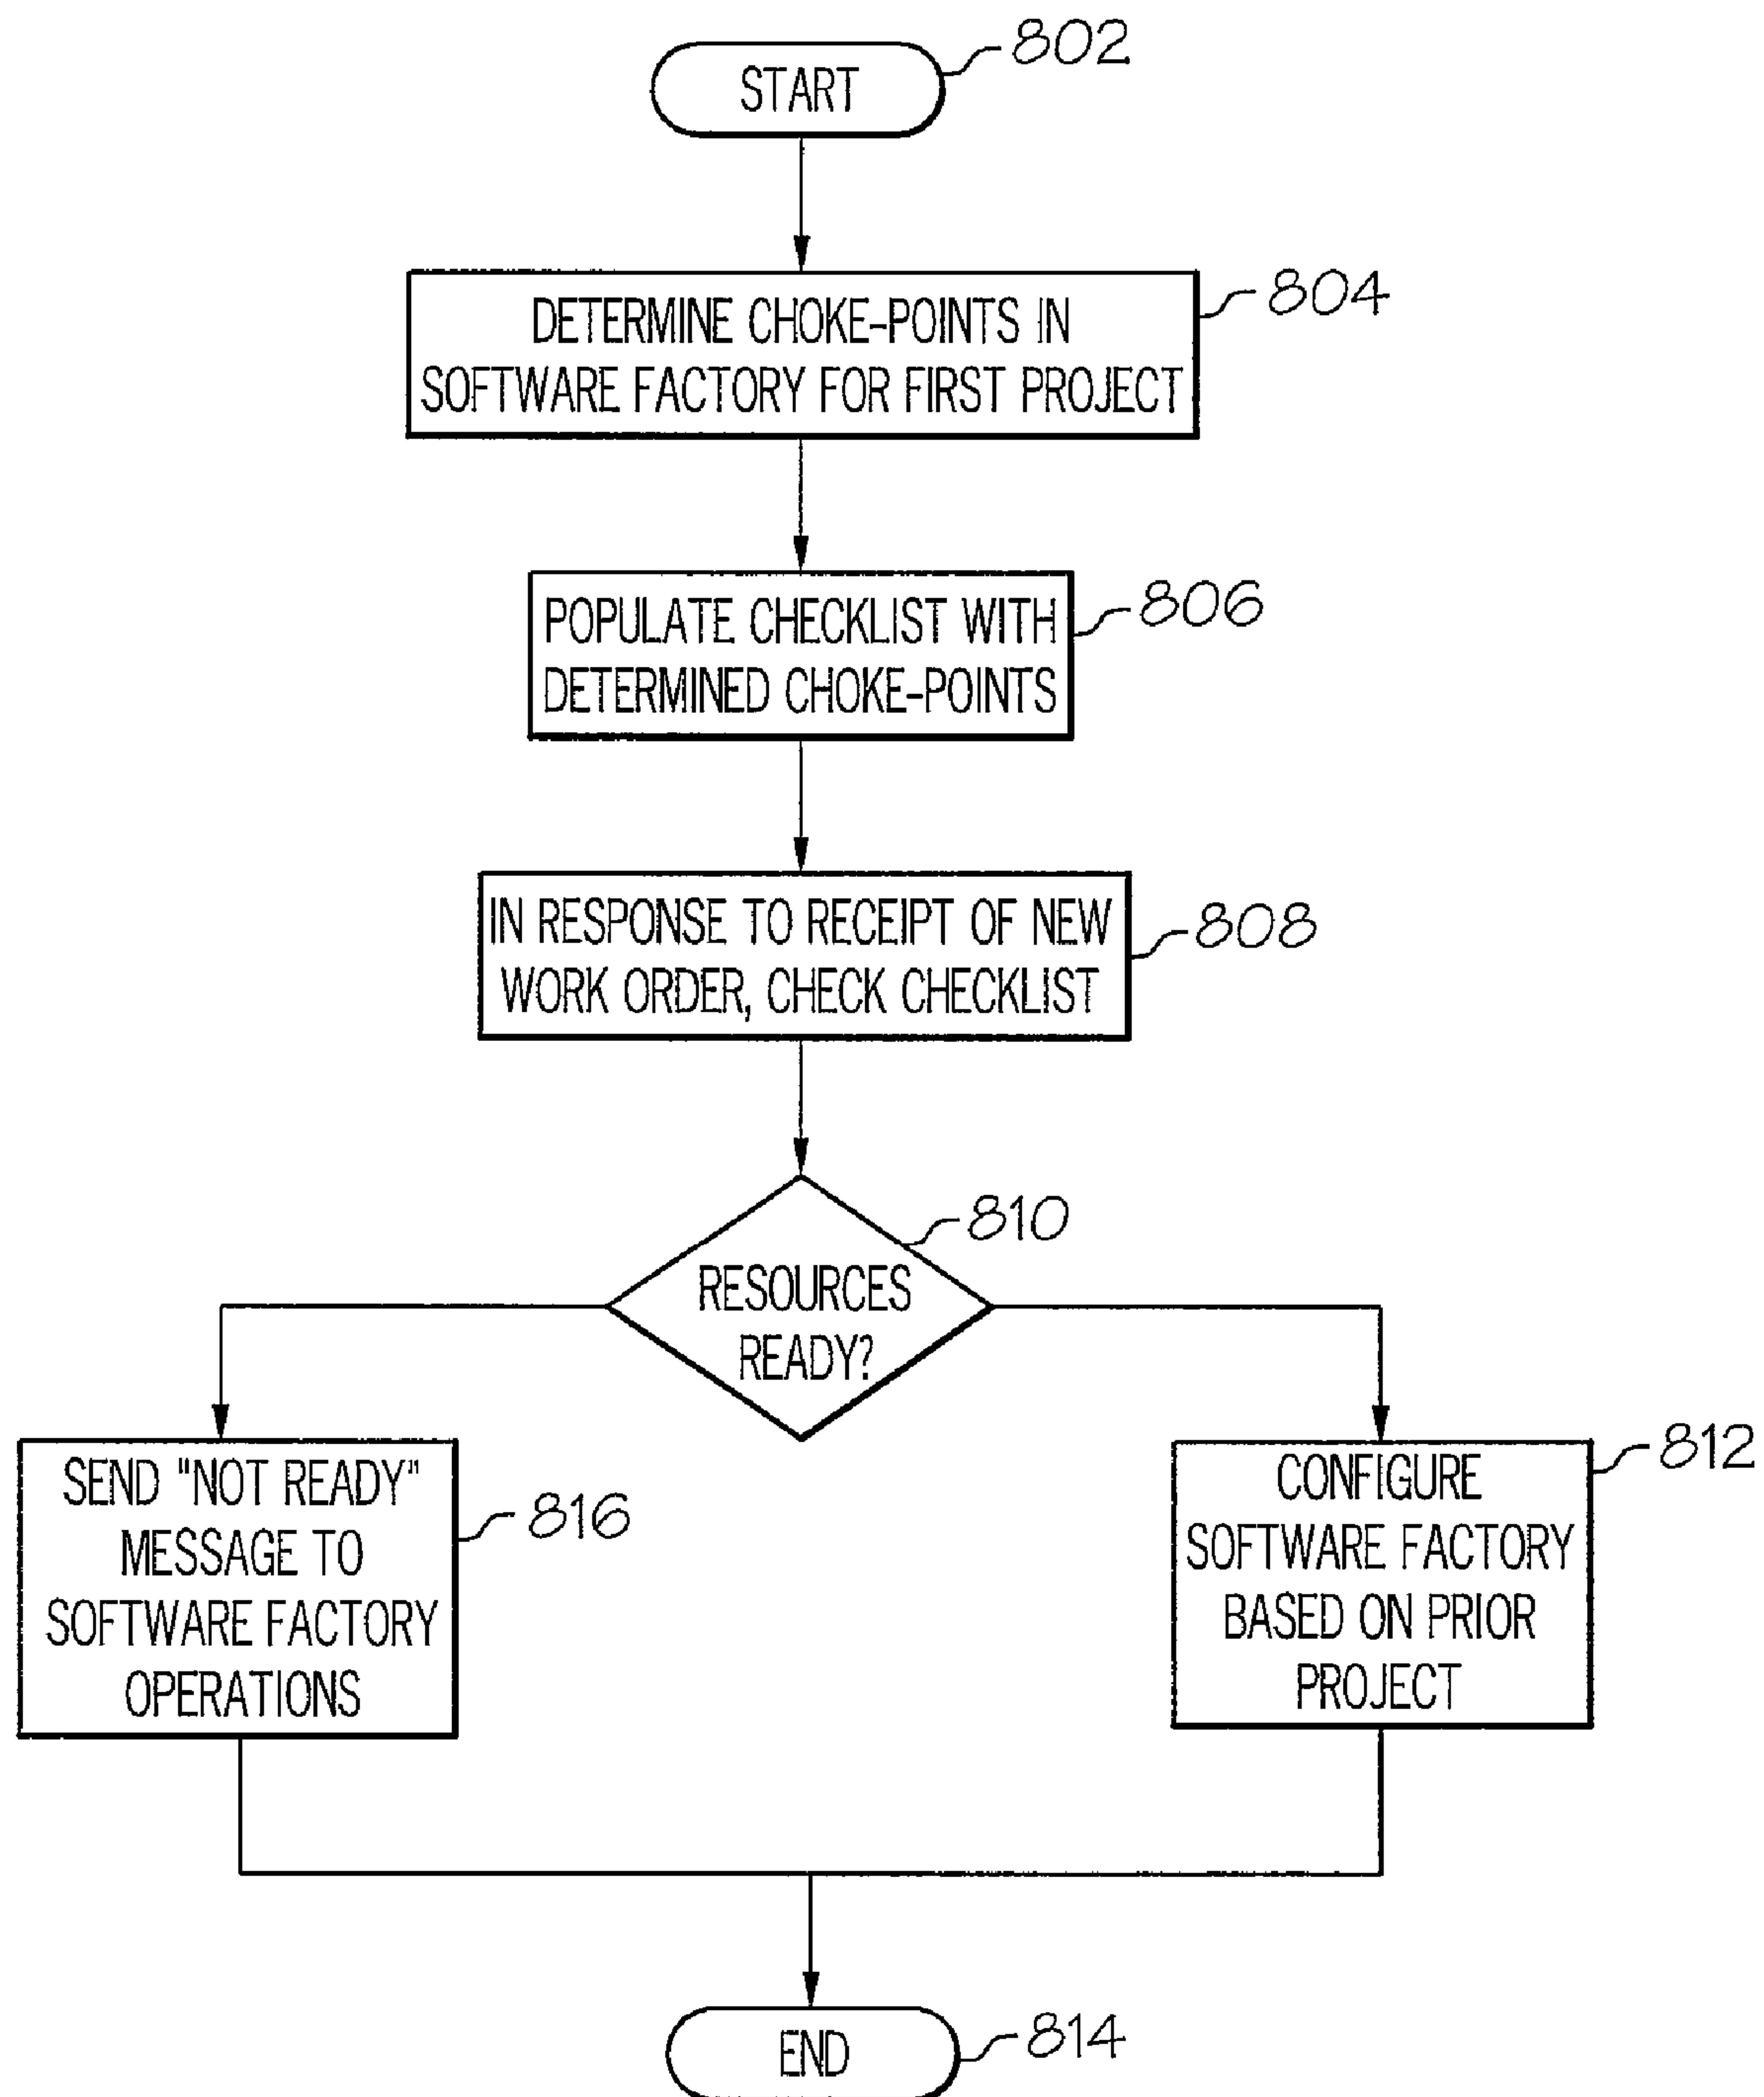 START
802
DETERMINE CHOKE-POINTS IN
SOFTWARE FACTORY FOR FIRST PROJECT
804
POPULATE CHECKLIST WITH
DETERMINED CHOKE-POINTS
806
IN RESPONSE TO RECEIPT OF NEW
WORK ORDER, CHECK CHECKLIST
808
RESOURCES
READY?
810
SEND "NOT READY"
MESSAGE TO
SOFTWARE FACTORY
OPERATIONS
816
CONFIGURE
SOFTWARE FACTORY
BASED ON PRIOR
PROJECT
812
END
814